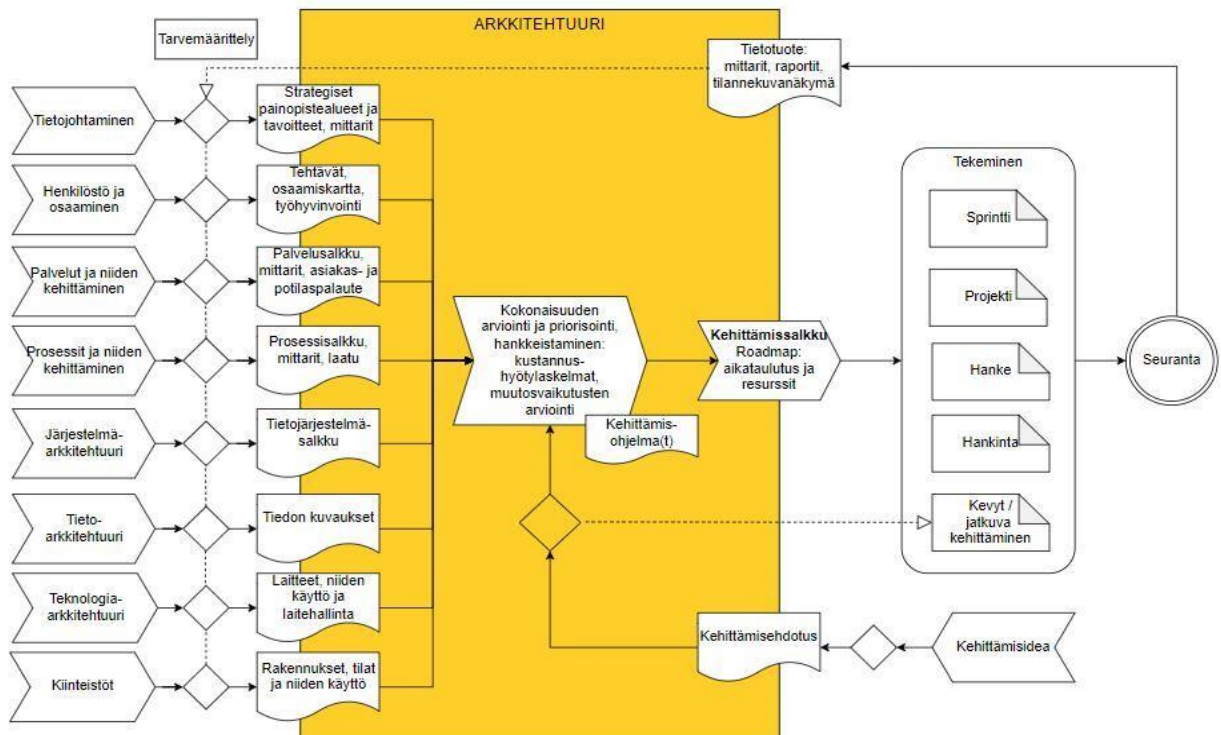 ARKKITEHTUURI
Tarvemäärittely
Tietotuote:
mittarit, raportit,
tilannekuvanäkymä
Tietojohtaminen
Strategiset
painopistealueet ja
tavoitteet, mittarit
Henkilöstö ja
osaaminen
Tehtävät,
osaamiskartta,
työhyvinvointi
Palvelut ja niiden
kehittäminen
Palvelusalkku,
mittarit, asiakas- ja
potilaspalaute
Prosessit ja niiden
kehittäminen
Prosessisalkku,
mittarit, laatu
Järjestelmä-
arkkitehtuuri
Tietojärjestelmä-
salkku
Tieto-
arkkitehtuuri
Tiedon kuvaukset
Teknologia-
arkkitehtuuri
Laitteet, niiden
käyttö ja
laitehallinta
Kiinteistöt
Rakennukset, tilat
ja niiden käyttö
Kokonaisuuden
arviointi ja priorisointi,
hankkeistaminen:
kustannus-
hyötylaskelmat,
muutosvaikutusten
arviointi
Kehittämis-
ohjelma(t)
Kehittämissalkku
Roadmap:
aikataulutus ja
resurssit
Tekeminen
Sprintti
Projekti
Hanke
Hankinta
Kevyt /
jatkuva
kehittäminen
Seuranta
Kehittämisehdotus
Kehittämisidea